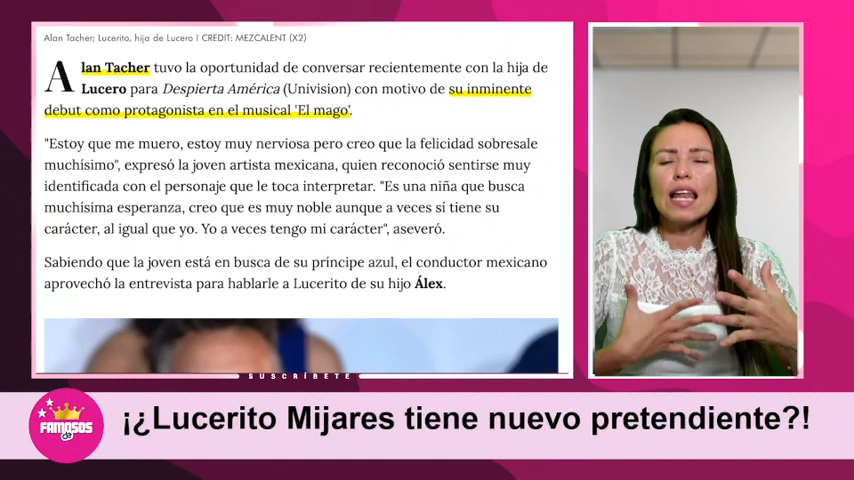 Alan Tacher; Lucerito, hija de Lucero | CREDIT: MEZCALENT (X2)
Alan Tacher tuvo la oportunidad de conversar recientemente con la hija de
Lucero para Despierta América (Univision) con motivo de su inminente
debut como protagonista en el musical 'El mago'.
"Estoy que me muero, estoy muy nerviosa pero creo que la felicidad sobresale
muchísimo", expresó la joven artista mexicana, quien reconoció sentirse muy
identificada con el personaje que le toca interpretar. "Es una niña que busca
muchísima esperanza, creo que es muy noble aunque a veces sí tiene su
carácter, al igual que yo. Yo a veces tengo mi carácter", aseveró.
Sabiendo que la joven está en busca de su príncipe azul, el conductor mexicano
aprovechó la entrevista para hablarle a Lucerito de su hijo Álex.
SUSCRÍBETE
FAMOSOS
¡¿Lucerito Mijares tiene nuevo pretendiente?!